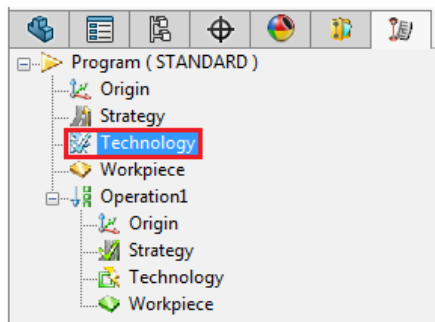 Program ( STANDARD )
Origin
Strategy
Technology
Workpiece
Operation1
Origin
Strategy
Technology
Workpiece